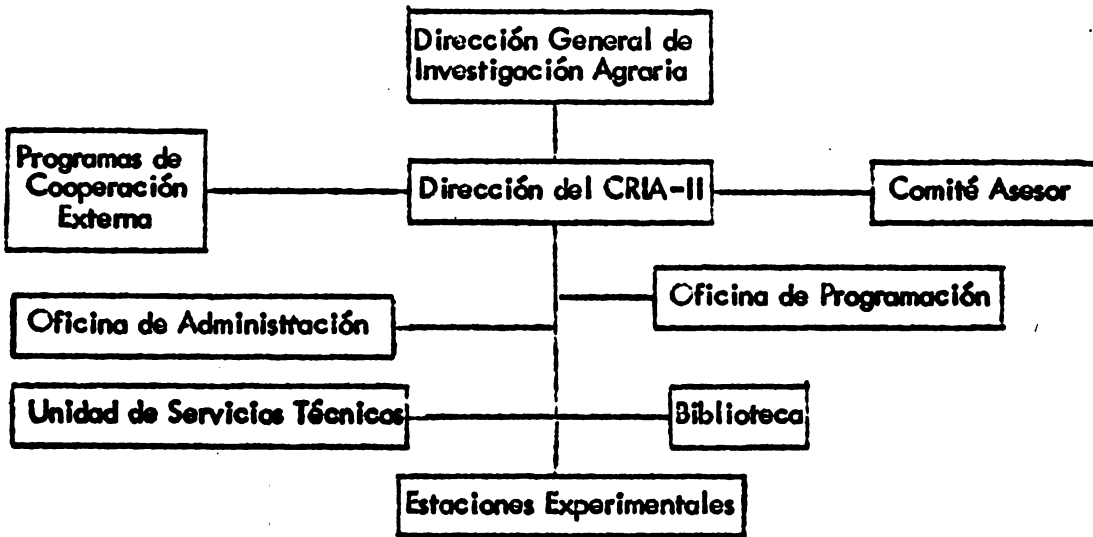 Dirección General de
Investigación Agraria
Programas de
Cooperación
Externa
Dirección del CRIA-II
Comité Asesor
Oficina de Programación
Oficina de Administración
Unidad de Servicios Técnicos
Biblioteca
Estaciones Experimentales